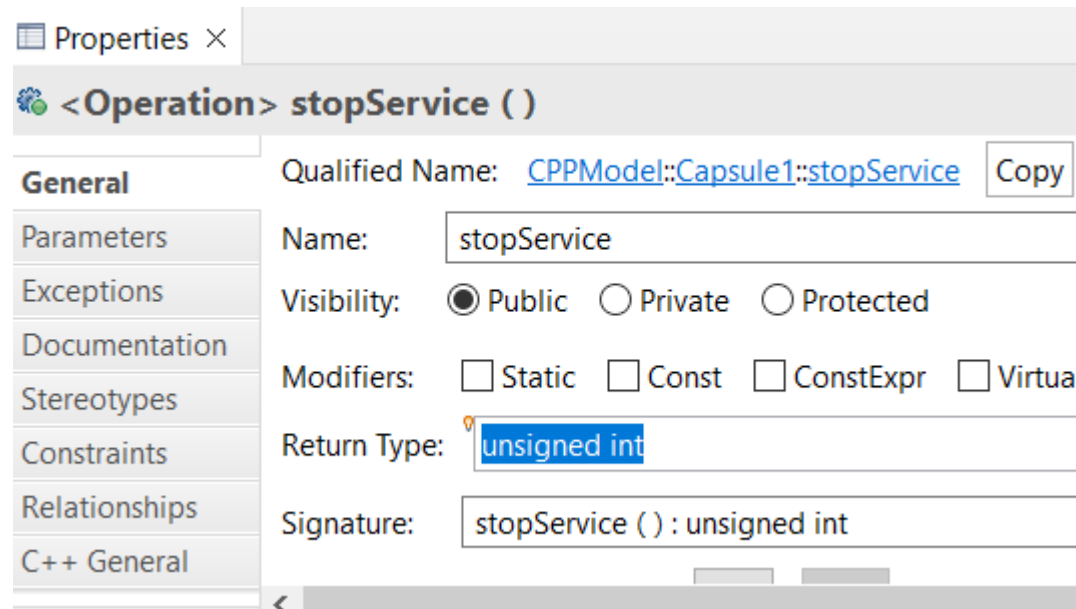 Properties
<Operation> stopService ( )
General
Parameters
Exceptions
Documentation
Stereotypes
Constraints
Relationships
C++ General
Qualified Name: CPPModel::Capsule1::stopService Copy
Name: stopService
Visibility: Public Private Protected
Modifiers: Static Const ConstExpr Virtua
Return Type: unsigned int
Signature: stopService ( ) : unsigned int